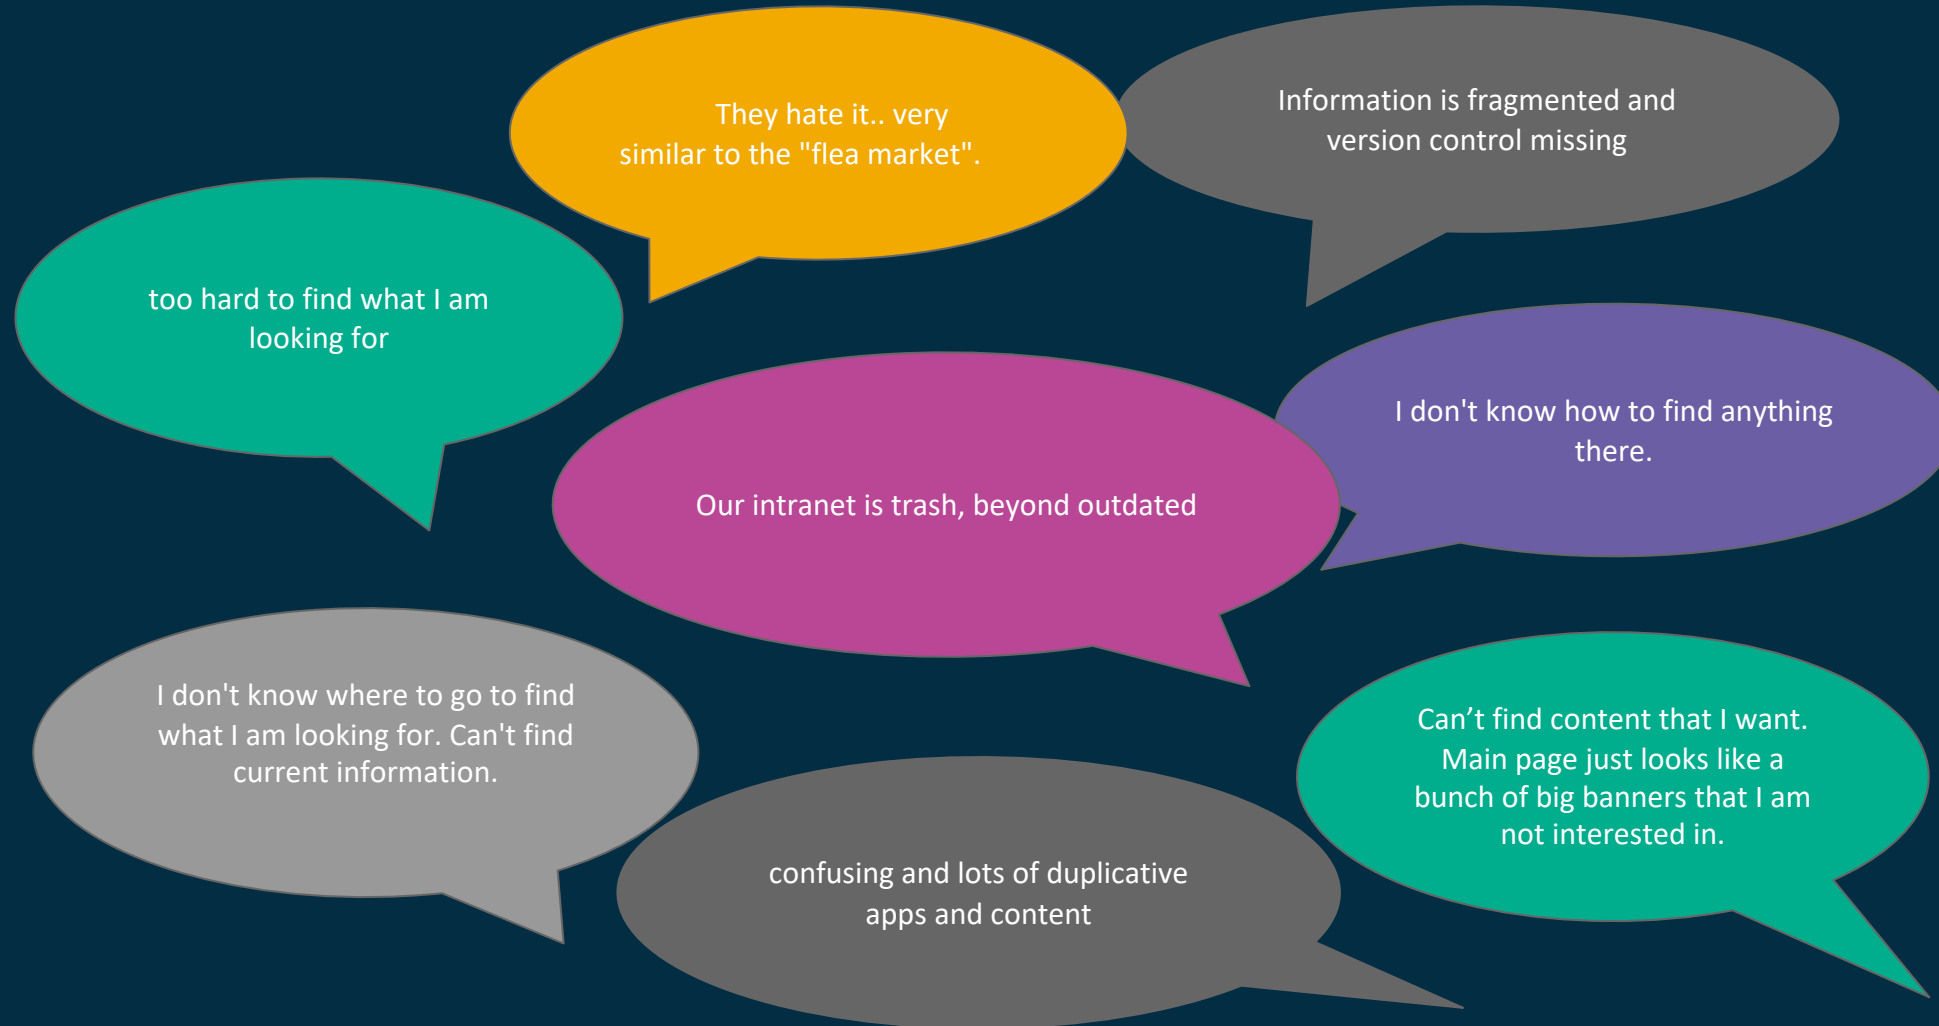 They hate it.. very
similar to the "flea market".
Information is fragmented and
version control missing
too hard to find what I am
looking for
I don't know how to find anything
there.
Our intranet is trash, beyond outdated
I don't know where to go to find
what I am looking for. Can't find
current information.
Can’t find content that I want.
Main page just looks like a
bunch of big banners that I am
not interested in.
confusing and lots of duplicative
apps and content